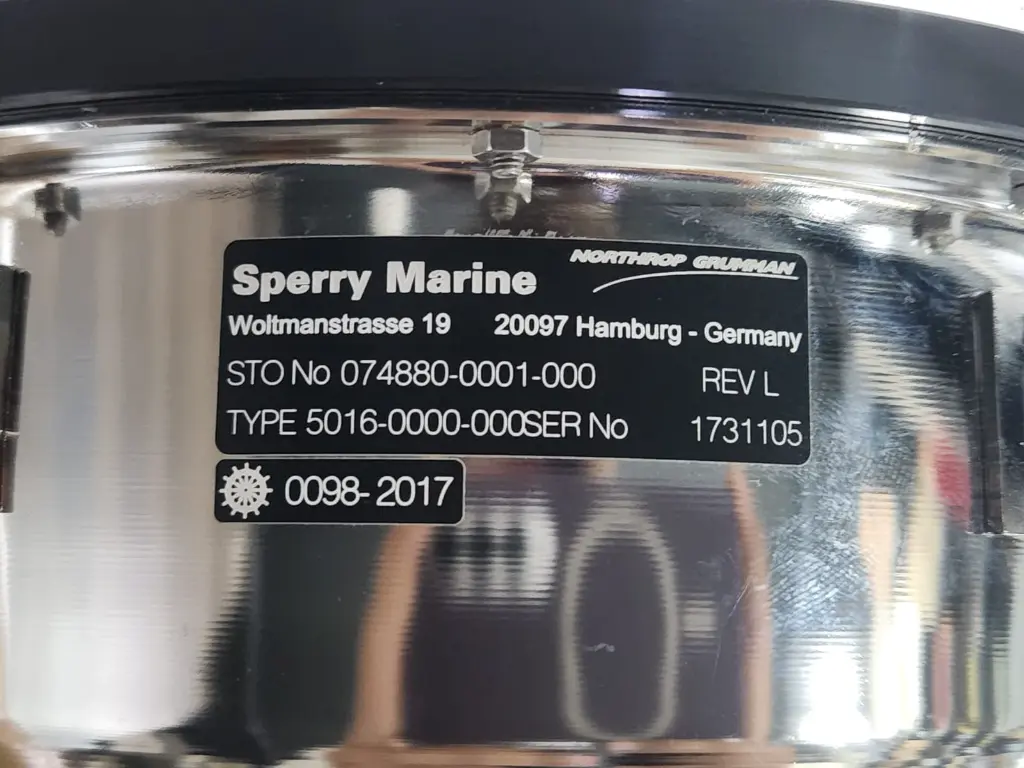 NORTHROP GRUMMAN
Sperry Marine
Woltmanstrasse 19 20097 Hamburg - Germany
STO No 074880-0001-000 REV L
TYPE 5016-0000-000SER No 1731105
0098-2017